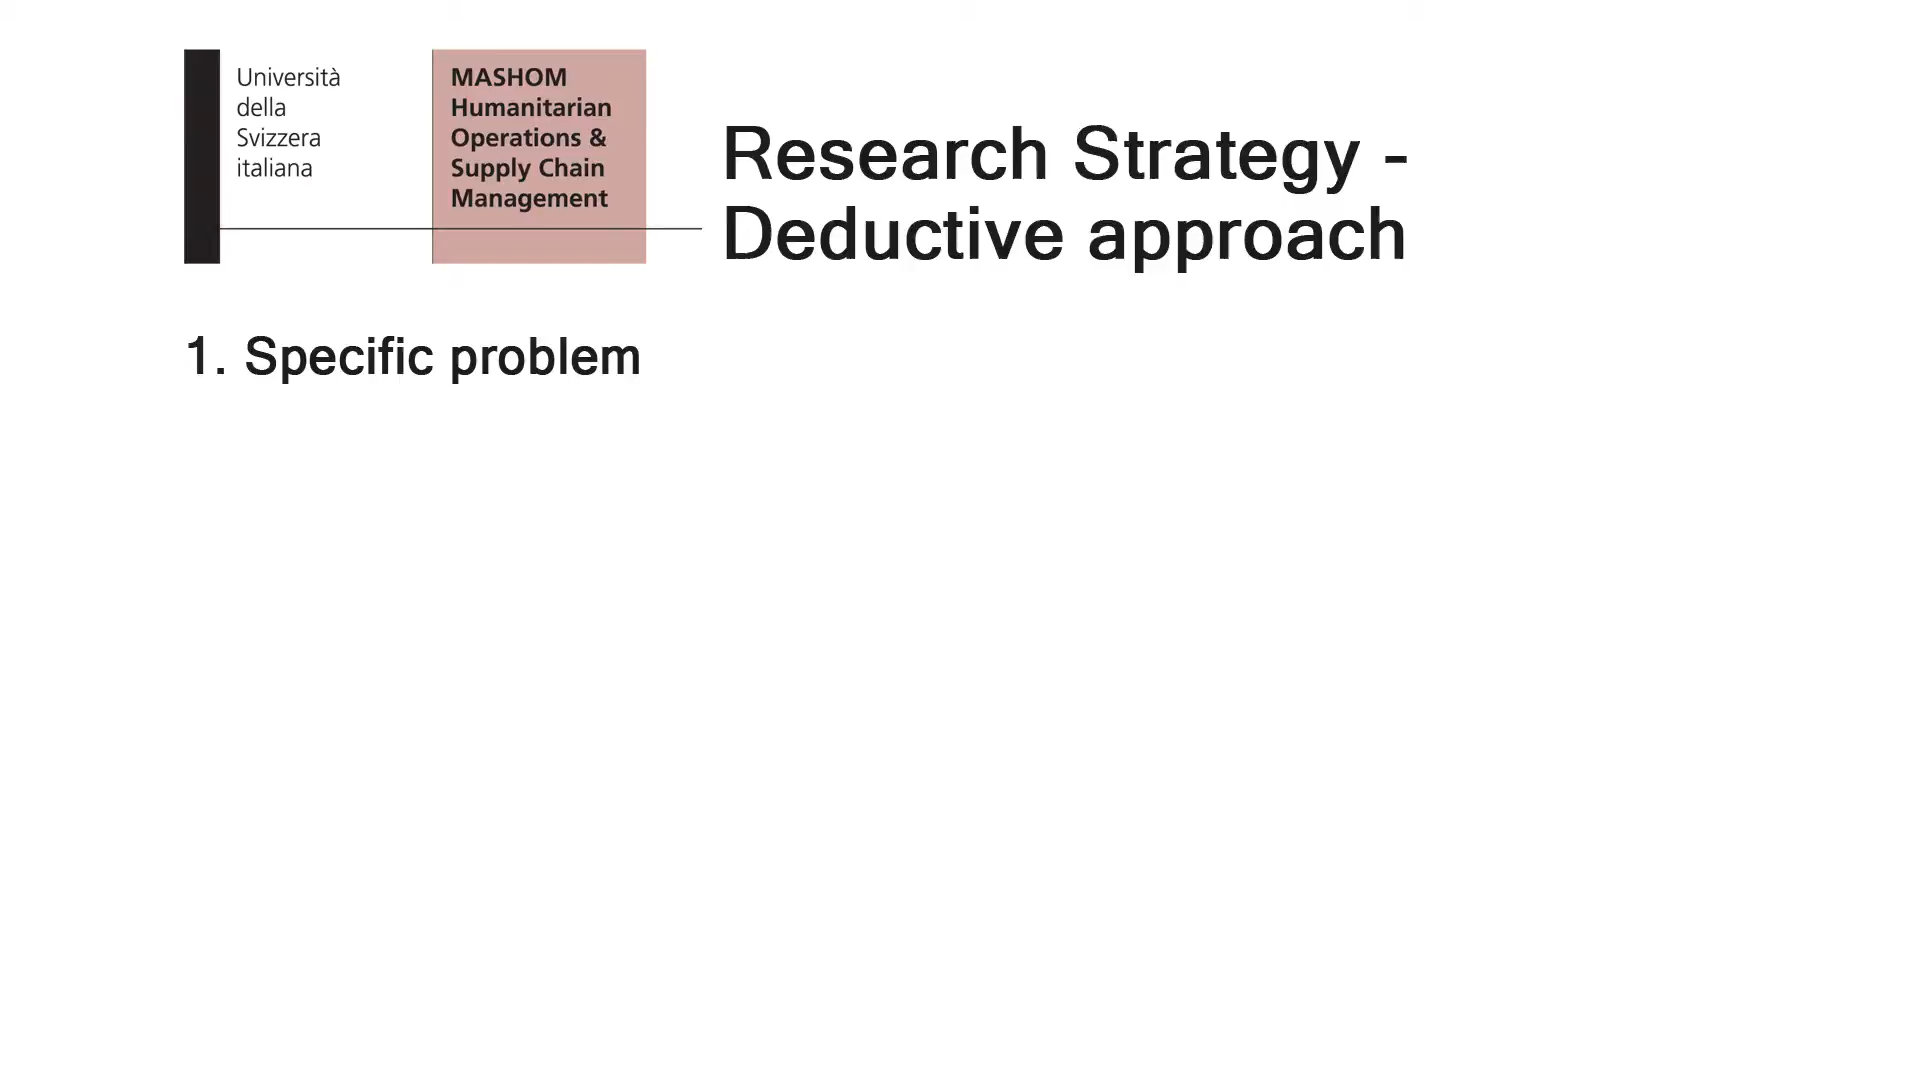 Università
della
Svizzera
italiana
MASHOM
Humanitarian
Operations &
Supply Chain
Management
Research Strategy -
Deductive approach
1. Specific problem